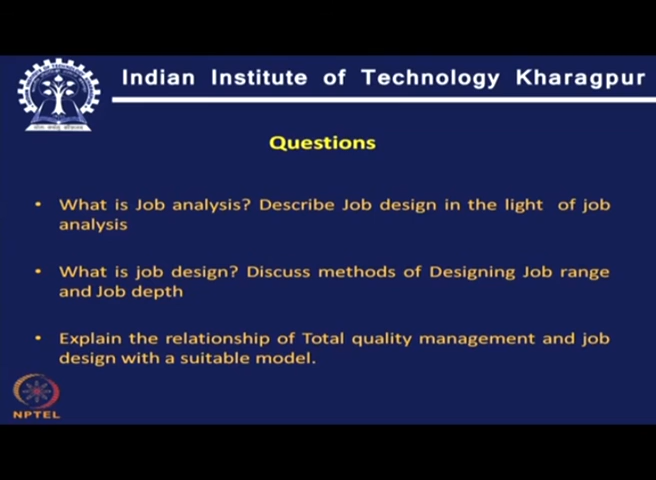 Indian Institute of Technology Kharagpur
Questions
• What is Job analysis? Describe Job design in the light of job
analysis
• What is job design? Discuss methods of Designing Job range
and Job depth
• Explain the relationship of Total quality management and job
design with a suitable model.
NPTEL